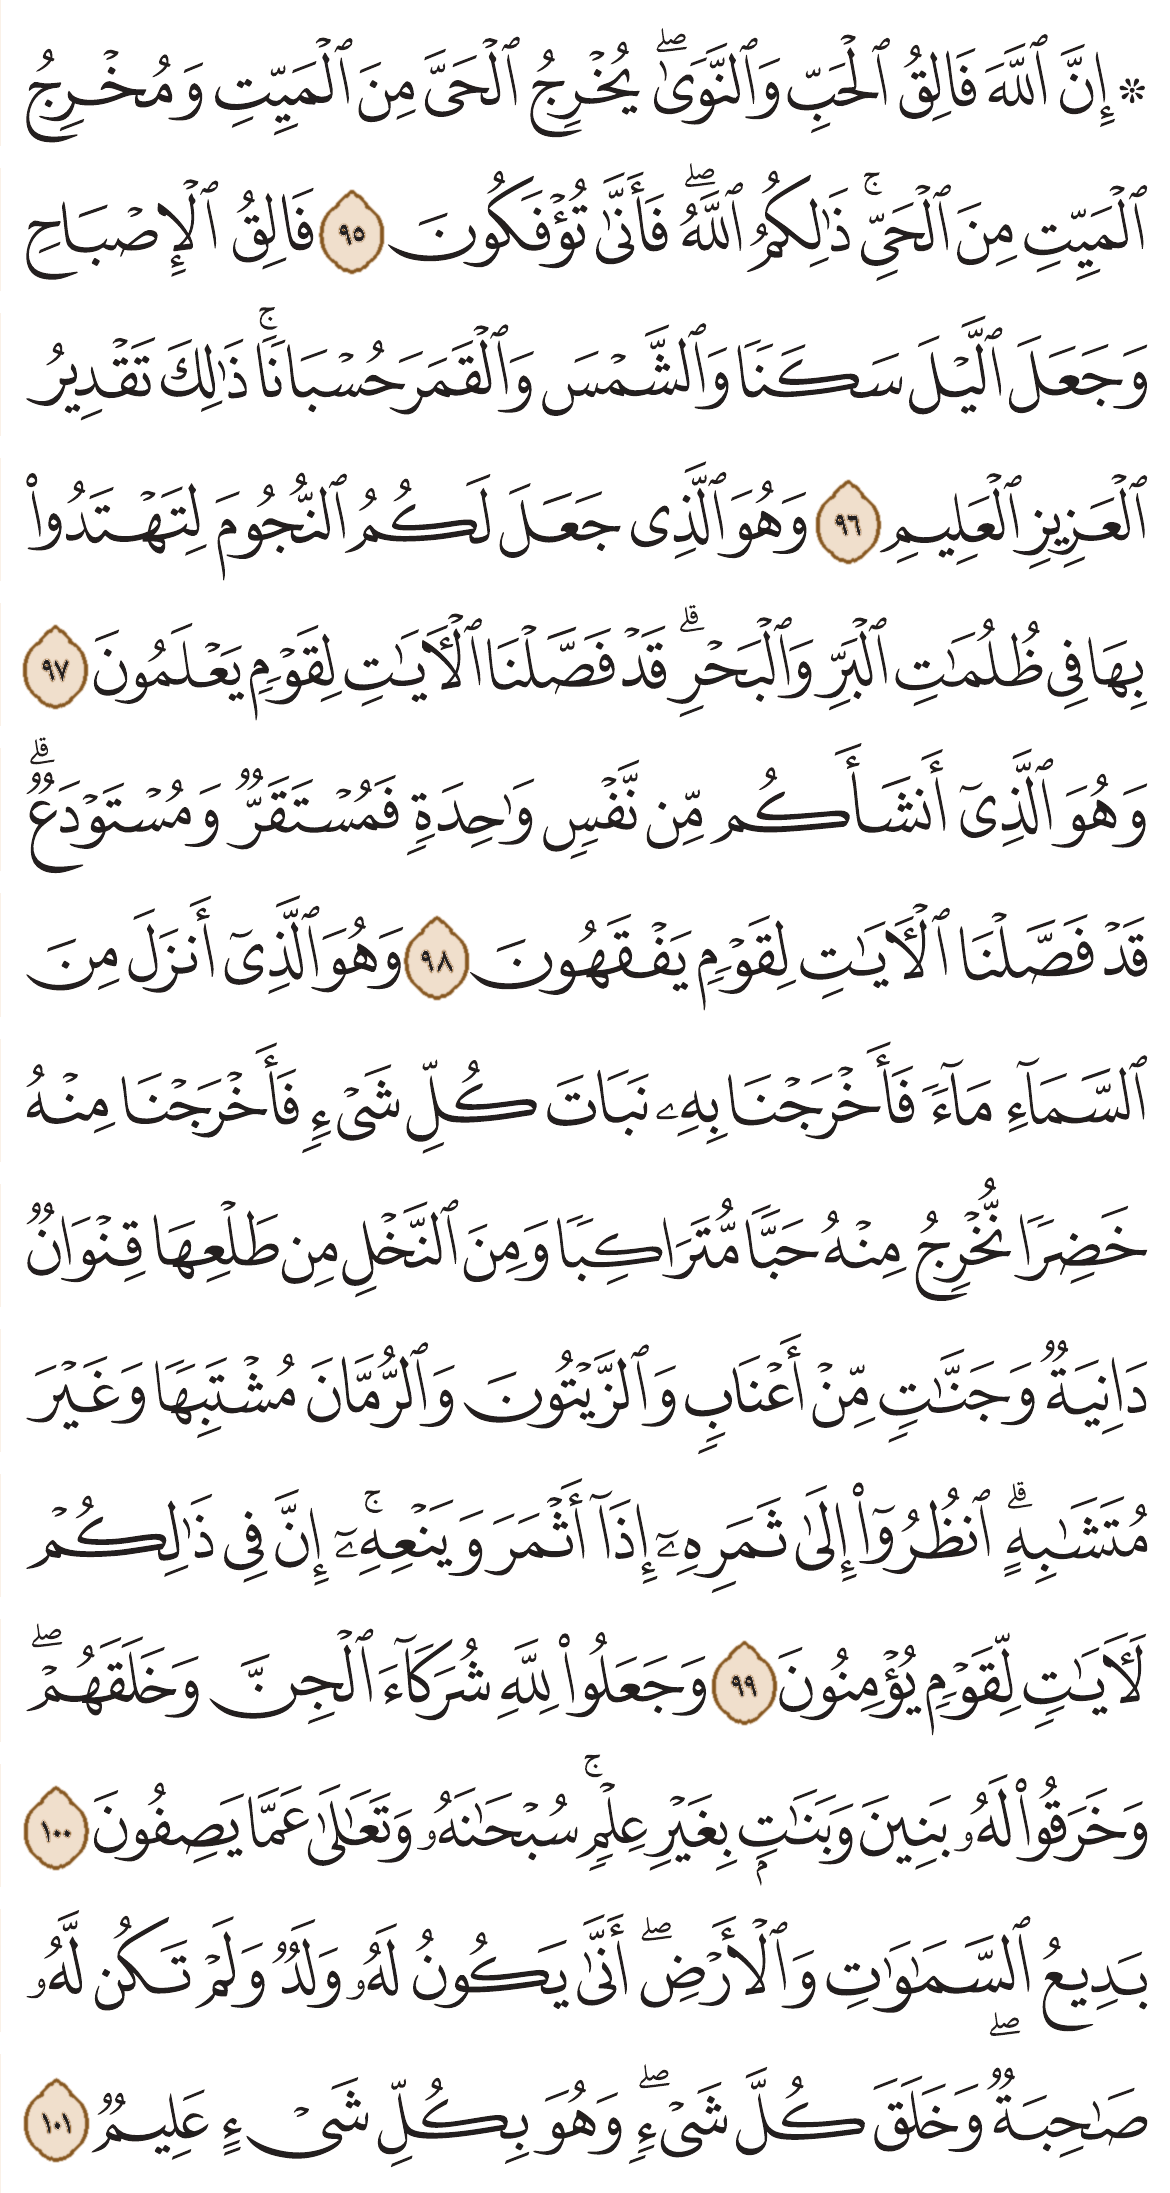 ۞ إِنَّ ٱللَّهَ فَالِقُ ٱلْحَبِّ وَٱلنَّوَىٰ ۖ يُخْرِجُ ٱلْحَىَّ مِنَ ٱلْمَيِّتِ وَمُخْرِجُ
ٱلْمَيِّتِ مِنَ ٱلْحَىِّ ۚ ذَٰلِكُمُ ٱللَّهُ ۖ فَأَنَّىٰ تُؤْفَكُونَ ٩٥ فَالِقُ ٱلْإِصْبَاحِ
وَجَعَلَ ٱلَّيْلَ سَكَنًا وَٱلشَّمْسَ وَٱلْقَمَرَ حُسْبَانًا ۚ ذَٰلِكَ تَقْدِيرُ
ٱلْعَزِيزِ ٱلْعَلِيمِ ٩٦ وَهُوَ ٱلَّذِى جَعَلَ لَكُمُ ٱلنُّجُومَ لِتَهْتَدُوا۟
بِهَا فِى ظُلُمَـٰتِ ٱلْبَرِّ وَٱلْبَحْرِ ۗ قَدْ فَصَّلْنَا ٱلْـَٔايَـٰتِ لِقَوْمٍ يَعْلَمُونَ ٩٧
وَهُوَ ٱلَّذِىٓ أَنشَأَكُم مِّن نَّفْسٍ وَٰحِدَةٍ فَمُسْتَقَرٌّ وَمُسْتَوْدَعٌ ۗ
قَدْ فَصَّلْنَا ٱلْـَٔايَـٰتِ لِقَوْمٍ يَفْقَهُونَ ٩٨ وَهُوَ ٱلَّذِىٓ أَنزَلَ مِنَ
ٱلسَّمَآءِ مَآءً فَأَخْرَجْنَا بِهِۦ نَبَاتَ كُلِّ شَىْءٍ فَأَخْرَجْنَا مِنْهُ
خَضِرًا نُّخْرِجُ مِنْهُ حَبًّا مُّتَرَاكِبًا وَمِنَ ٱلنَّخْلِ مِن طَلْعِهَا قِنْوَانٌ
دَانِيَةٌ وَجَنَّـٰتٍ مِّنْ أَعْنَابٍ وَٱلزَّيْتُونَ وَٱلرُّمَّانَ مُشْتَبِهًا وَغَيْرَ
مُتَشَـٰبِهٍ ۗ ٱنظُرُوٓا۟ إِلَىٰ ثَمَرِهِۦٓ إِذَآ أَثْمَرَ وَيَنْعِهِۦٓ ۚ إِنَّ فِى ذَٰلِكُمْ
لَـَٔايَـٰتٍ لِّقَوْمٍ يُؤْمِنُونَ ٩٩ وَجَعَلُوا۟ لِلَّهِ شُرَكَآءَ ٱلْجِنَّ وَخَلَقَهُمْ ۖ
وَخَرَقُوا۟ لَهُۥ بَنِينَ وَبَنَـٰتٍۭ بِغَيْرِ عِلْمٍ ۚ سُبْحَـٰنَهُۥ وَتَعَـٰلَىٰ عَمَّا يَصِفُونَ ١٠٠
بَدِيعُ ٱلسَّمَـٰوَٰتِ وَٱلْأَرْضِ ۖ أَنَّىٰ يَكُونُ لَهُۥ وَلَدٌ وَلَمْ تَكُن لَّهُۥ
صَـٰحِبَةٌ ۖ وَخَلَقَ كُلَّ شَىْءٍ ۖ وَهُوَ بِكُلِّ شَىْءٍ عَلِيمٌ ١٠١